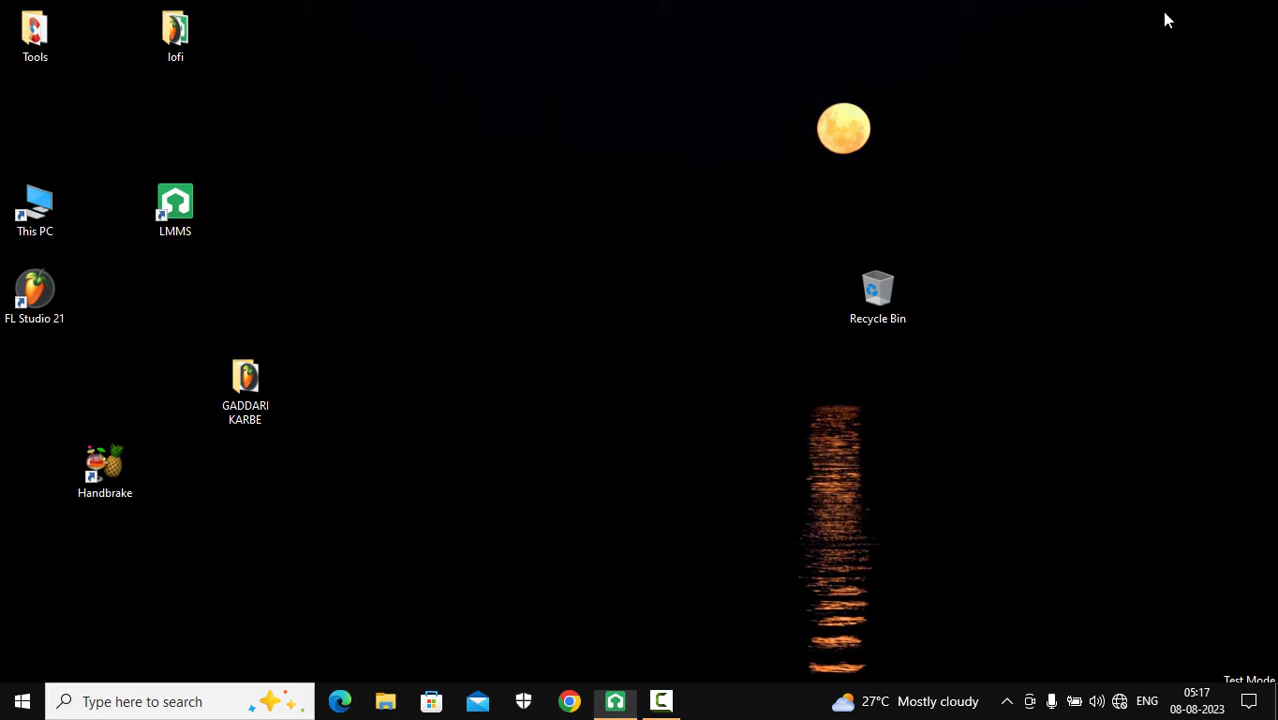 Tools
lofi
This PC
LMMS
FL Studio 21
Recycle Bin
GADDARI
KARBE
Handbrake
Test Mode
Type here to search
27°C Mostly cloudy
ENG
05:17
08-08-2023